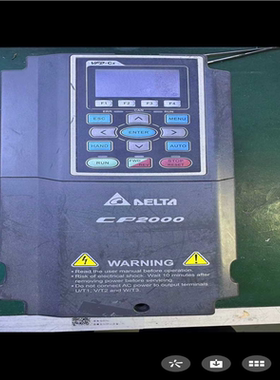 F1 F2 F3 F4
ESC MENU
ENTER
HAND AUTO
RUN FWD REV STOP RESET
DELTA
CP2000
WARNING
Read the user manual before operation.
Risk of electrical shock. Wait 10 minutes after
removing power before servicing.
Do not connect AC power to output terminals
U/T1, V/T2 and W/T3.